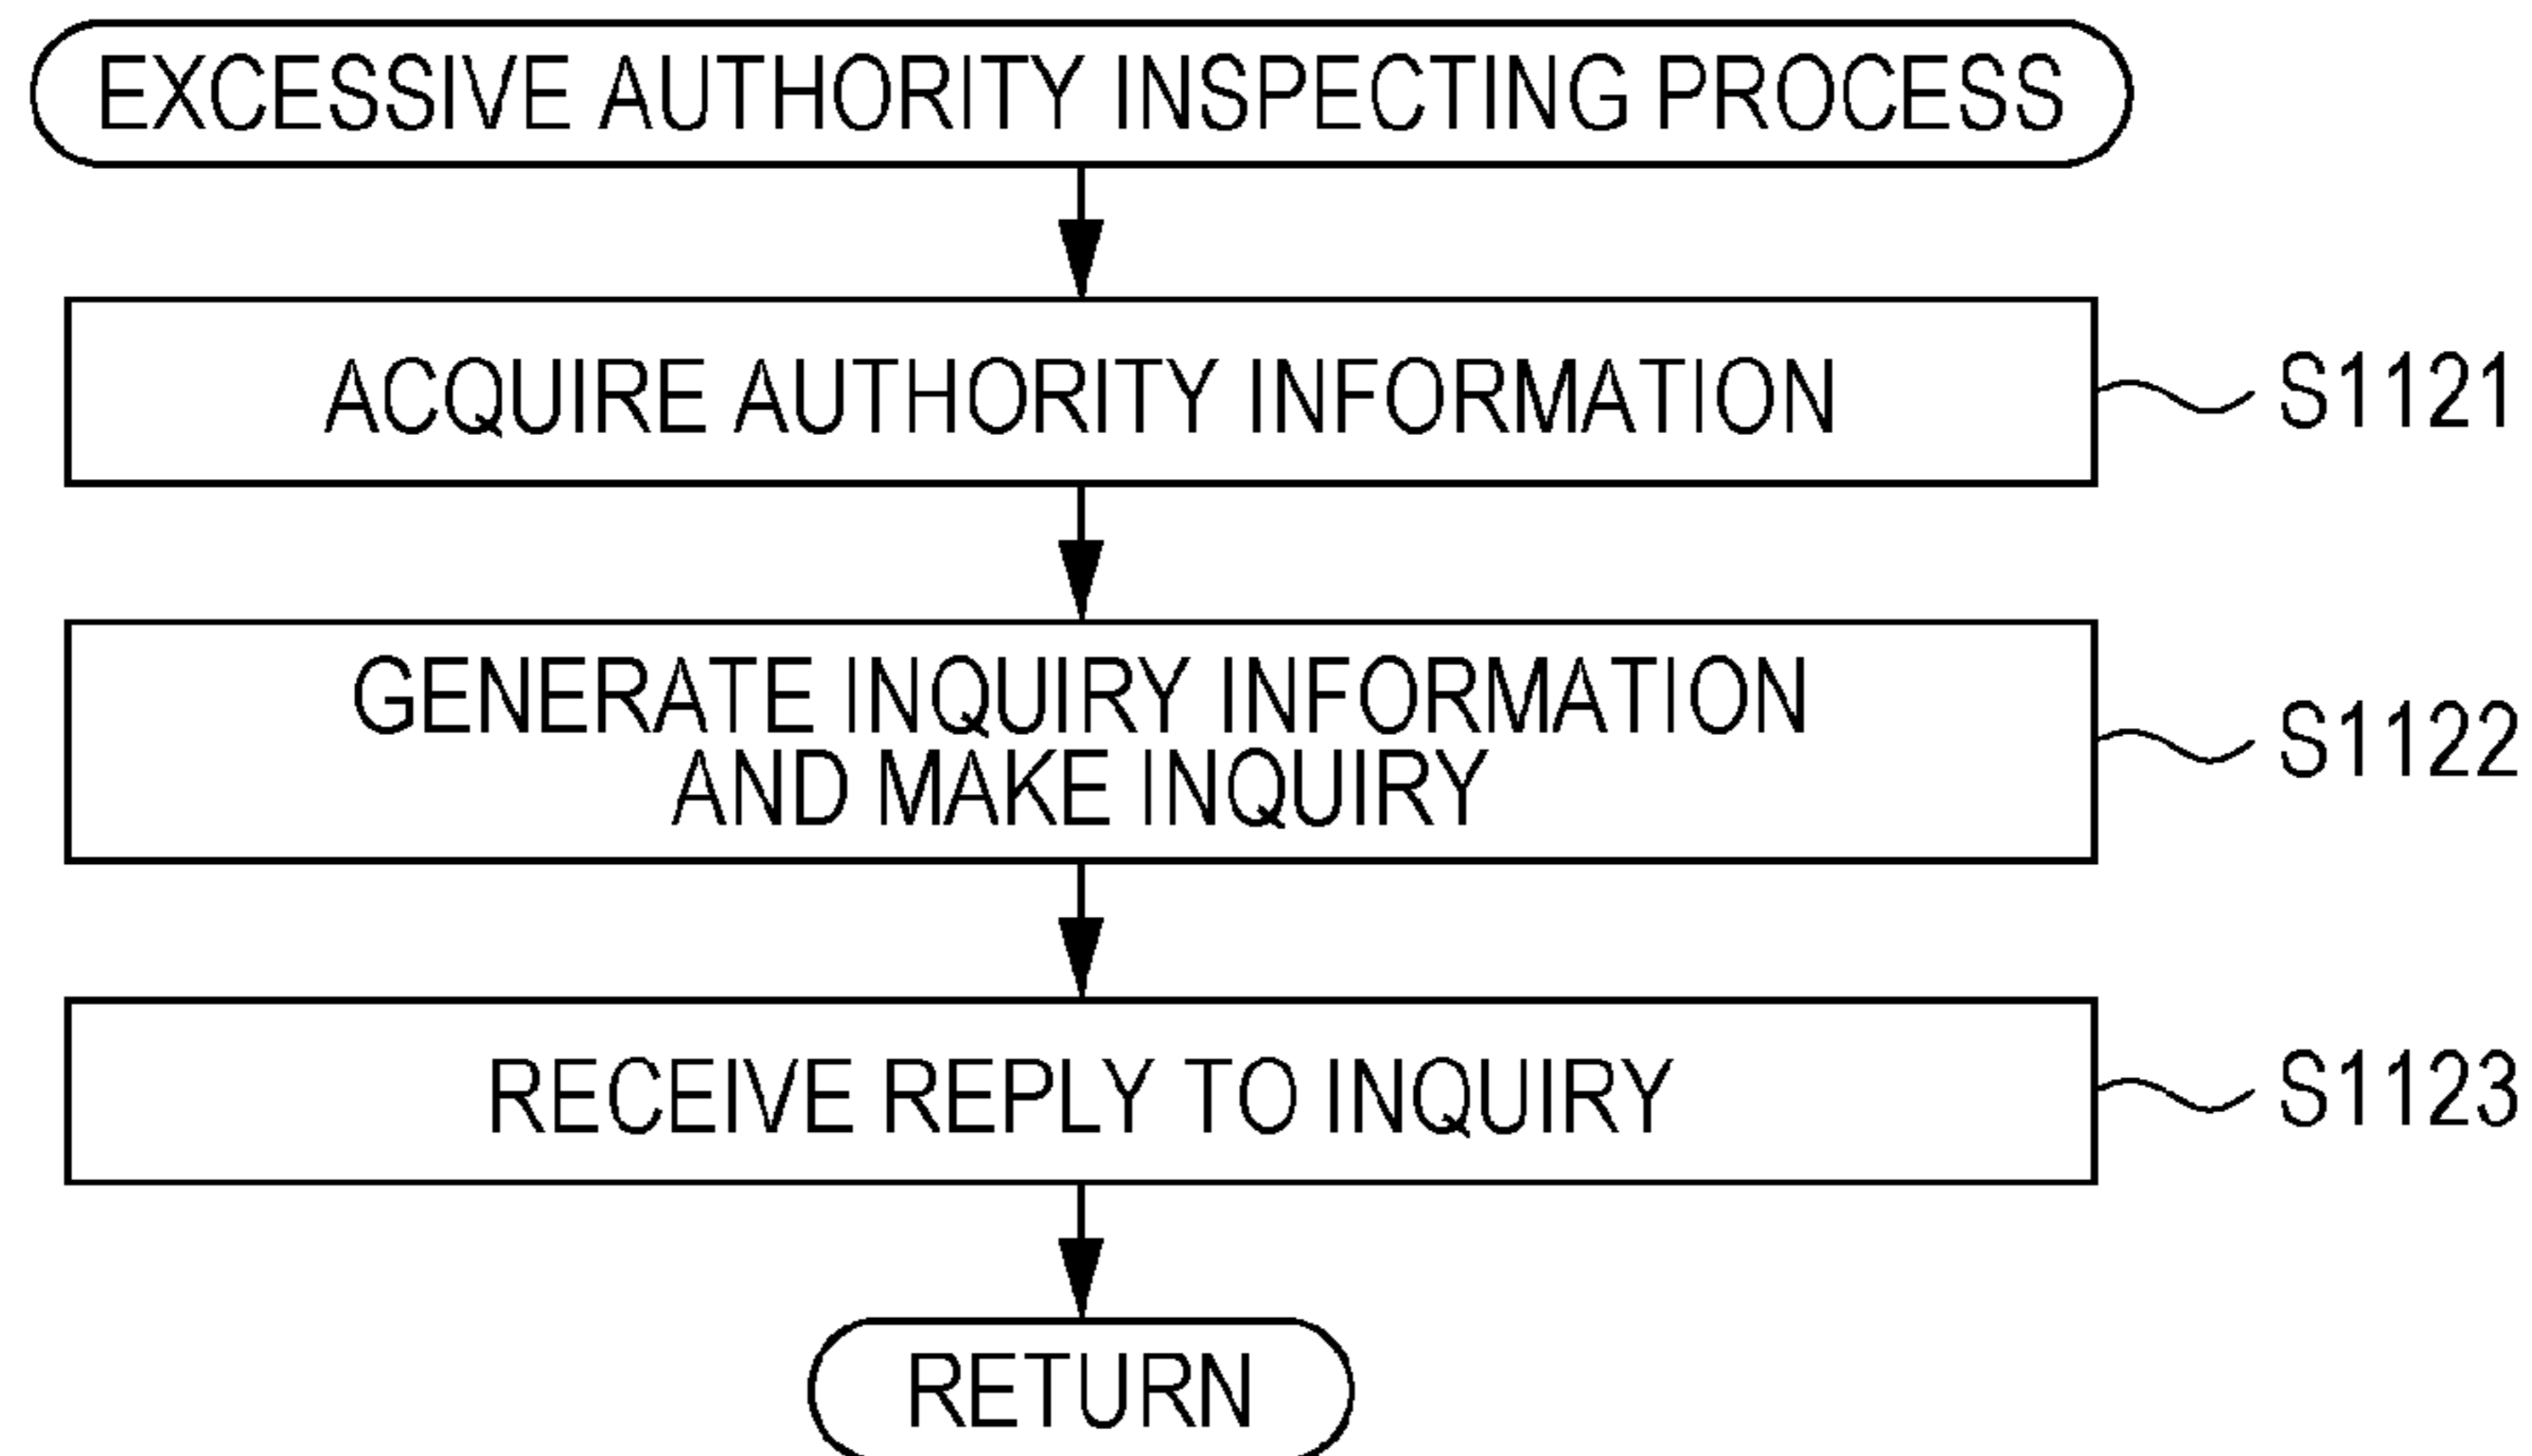 EXCESSIVE AUTHORITY INSPECTING PROCESS
ACQUIRE AUTHORITY INFORMATION
S1121
GENERATE INQUIRY INFORMATION
AND MAKE INQUIRY
S1122
RECEIVE REPLY TO INQUIRY
S1123
RETURN